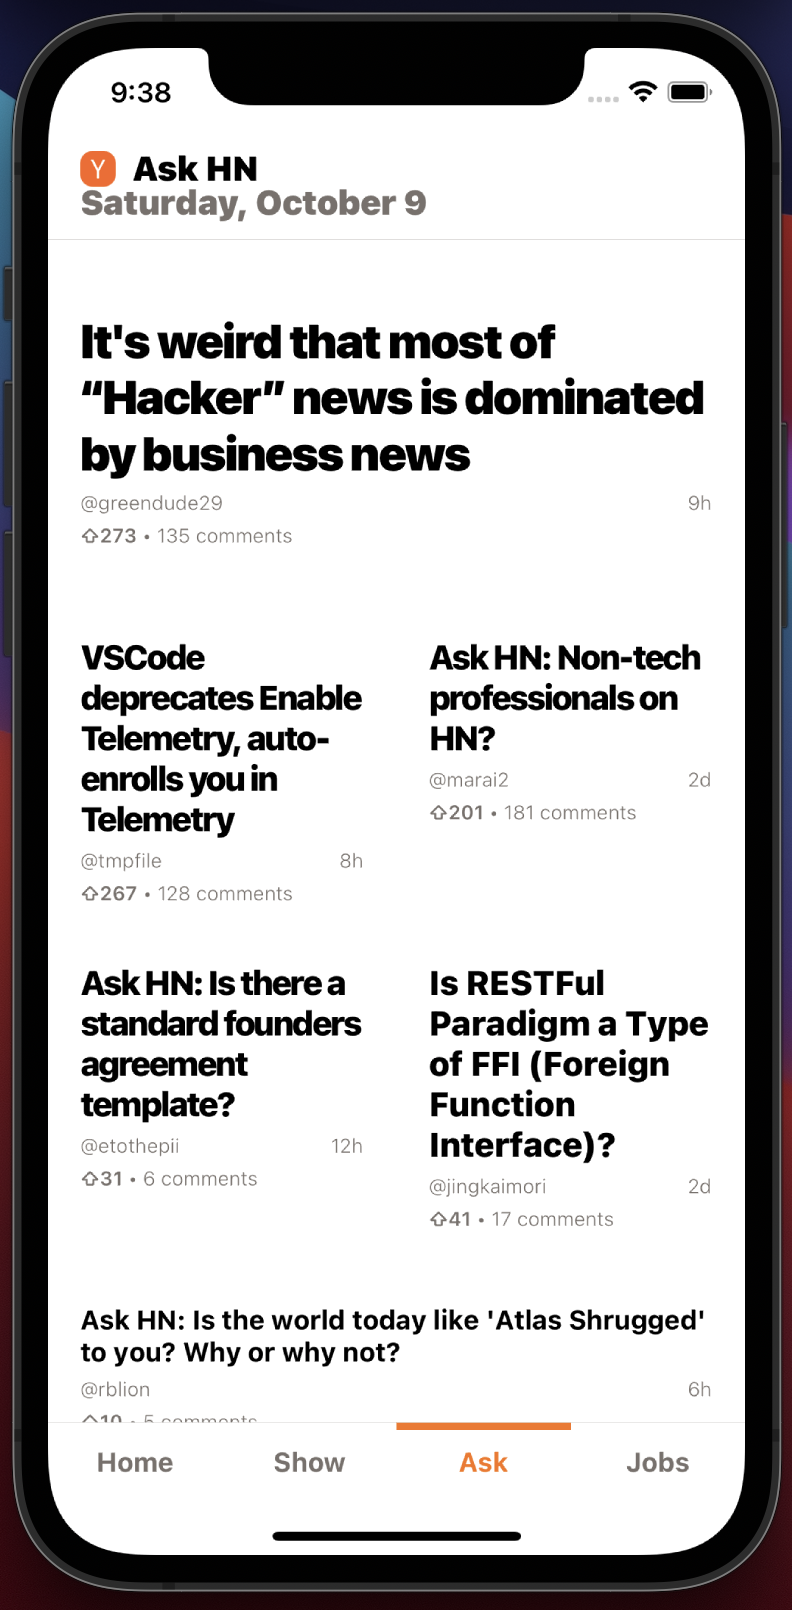 9:38
Y Ask HN
Saturday, October 9
It's weird that most of
“Hacker” news is dominated
by business news
@greendude29 9h
273 • 135 comments
VSCode
deprecates Enable
Telemetry, auto-
enrolls you in
Telemetry
@tmpfile 8h
267 • 128 comments
Ask HN: Non-tech
professionals on
HN?
@marai2 2d
201 • 181 comments
Ask HN: Is there a
standard founders
agreement
template?
@etothepii 12h
31 • 6 comments
Is RESTFul
Paradigm a Type
of FFI (Foreign
Function
Interface)?
@jingkaimori 2d
41 • 17 comments
Ask HN: Is the world today like 'Atlas Shrugged'
to you? Why or why not?
@rblion 6h
10 • 5 comments
Home Show Ask Jobs